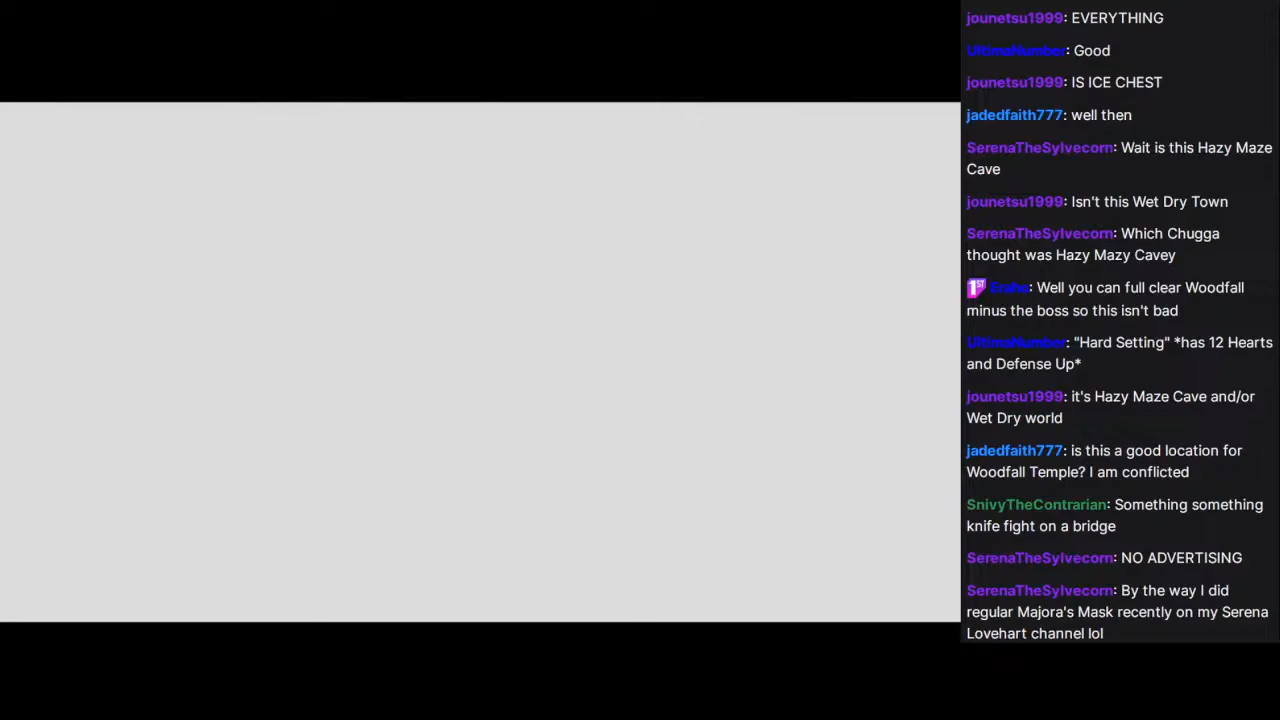 jounetsu1999: EVERYTHING
UltimaNumber: Good
jounetsu1999: IS ICE CHEST
jadedfaith777: well then
SerenaTheSylvecorn: Wait is this Hazy Maze
Cave
jounetsu1999: Isn't this Wet Dry Town
SerenaTheSylvecorn: Which Chugga
thought was Hazy Mazy Cavey
1ST : Well you can full clear Woodfall
minus the boss so this isn't bad
UltimaNumber: "Hard Setting" *has 12 Hearts
and Defense Up*
jounetsu1999: it's Hazy Maze Cave and/or
Wet Dry world
jadedfaith777: is this a good location for
Woodfall Temple? I am conflicted
SnivyTheContrarian: Something something
knife fight on a bridge
SerenaTheSylvecorn: NO ADVERTISING
SerenaTheSylvecorn: By the way I did
regular Majora's Mask recently on my Serena
Lovehart channel lol